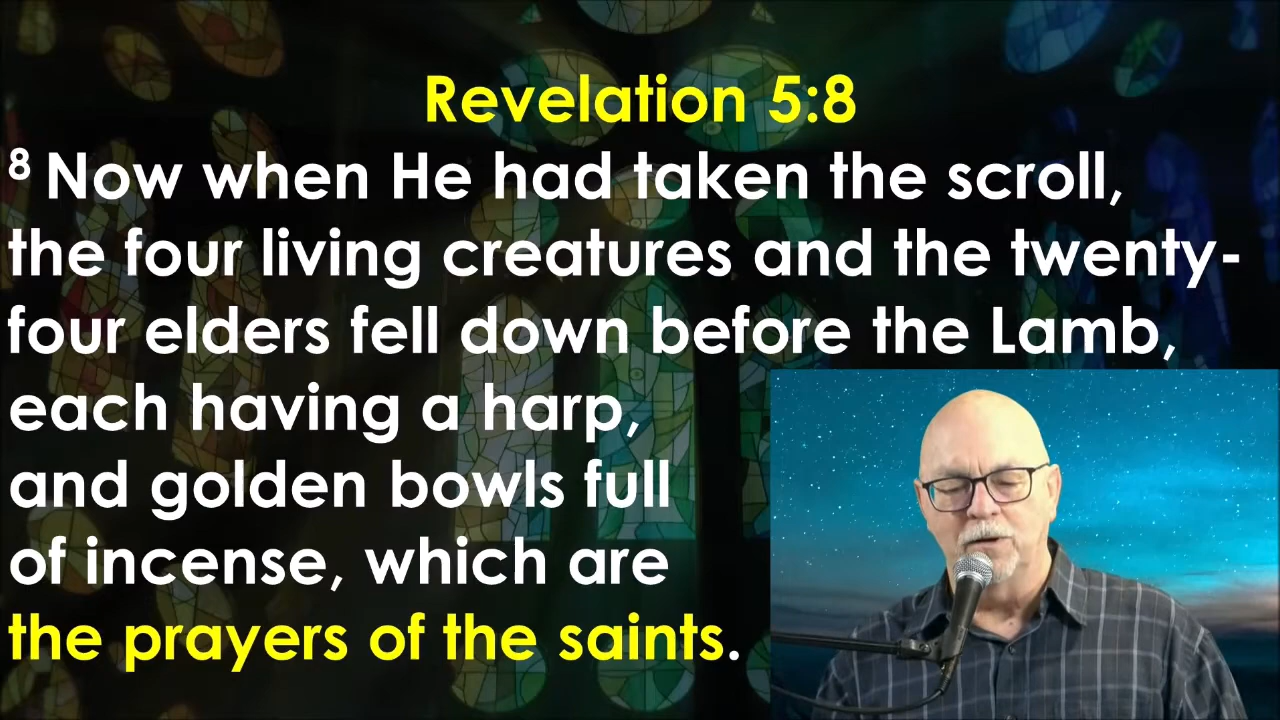 Revelation 5:8
8 Now when He had taken the scroll,
the four living creatures and the twenty-
four elders fell down before the Lamb,
each having a harp,
and golden bowls full
of incense, which are
the prayers of the saints.